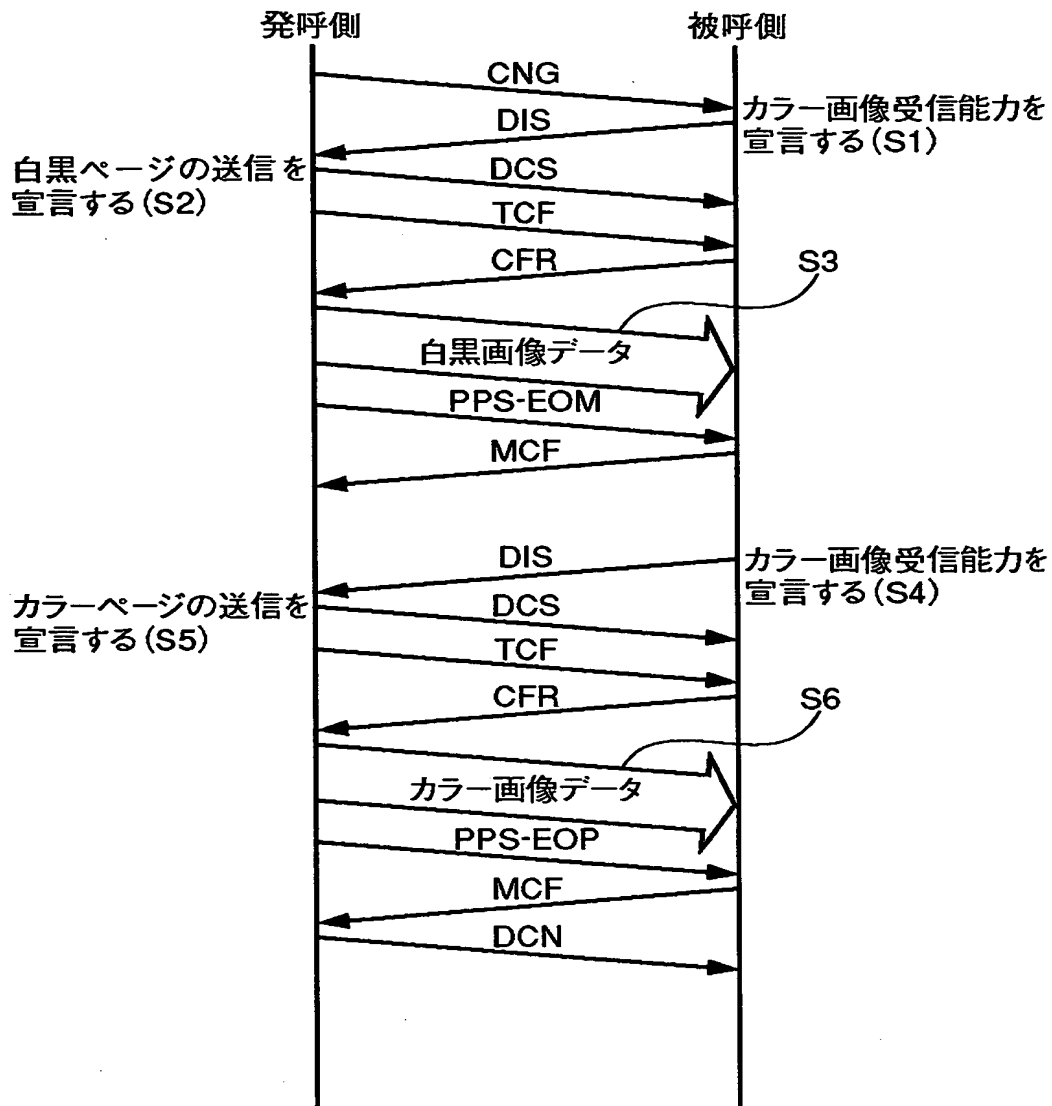 発呼側
被呼側
CNG
カラー画像受信能力を
宣言する(S1)
DIS
白黒ページの送信を
宣言する(S2)
DCS
TCF
CFR
S3
白黒画像データ
PPS-EOM
MCF
DIS
カラー画像受信能力を
宣言する(S4)
カラーページの送信を
宣言する(S5)
DCS
TCF
CFR
S6
カラー画像データ
PPS-EOP
MCF
DCN